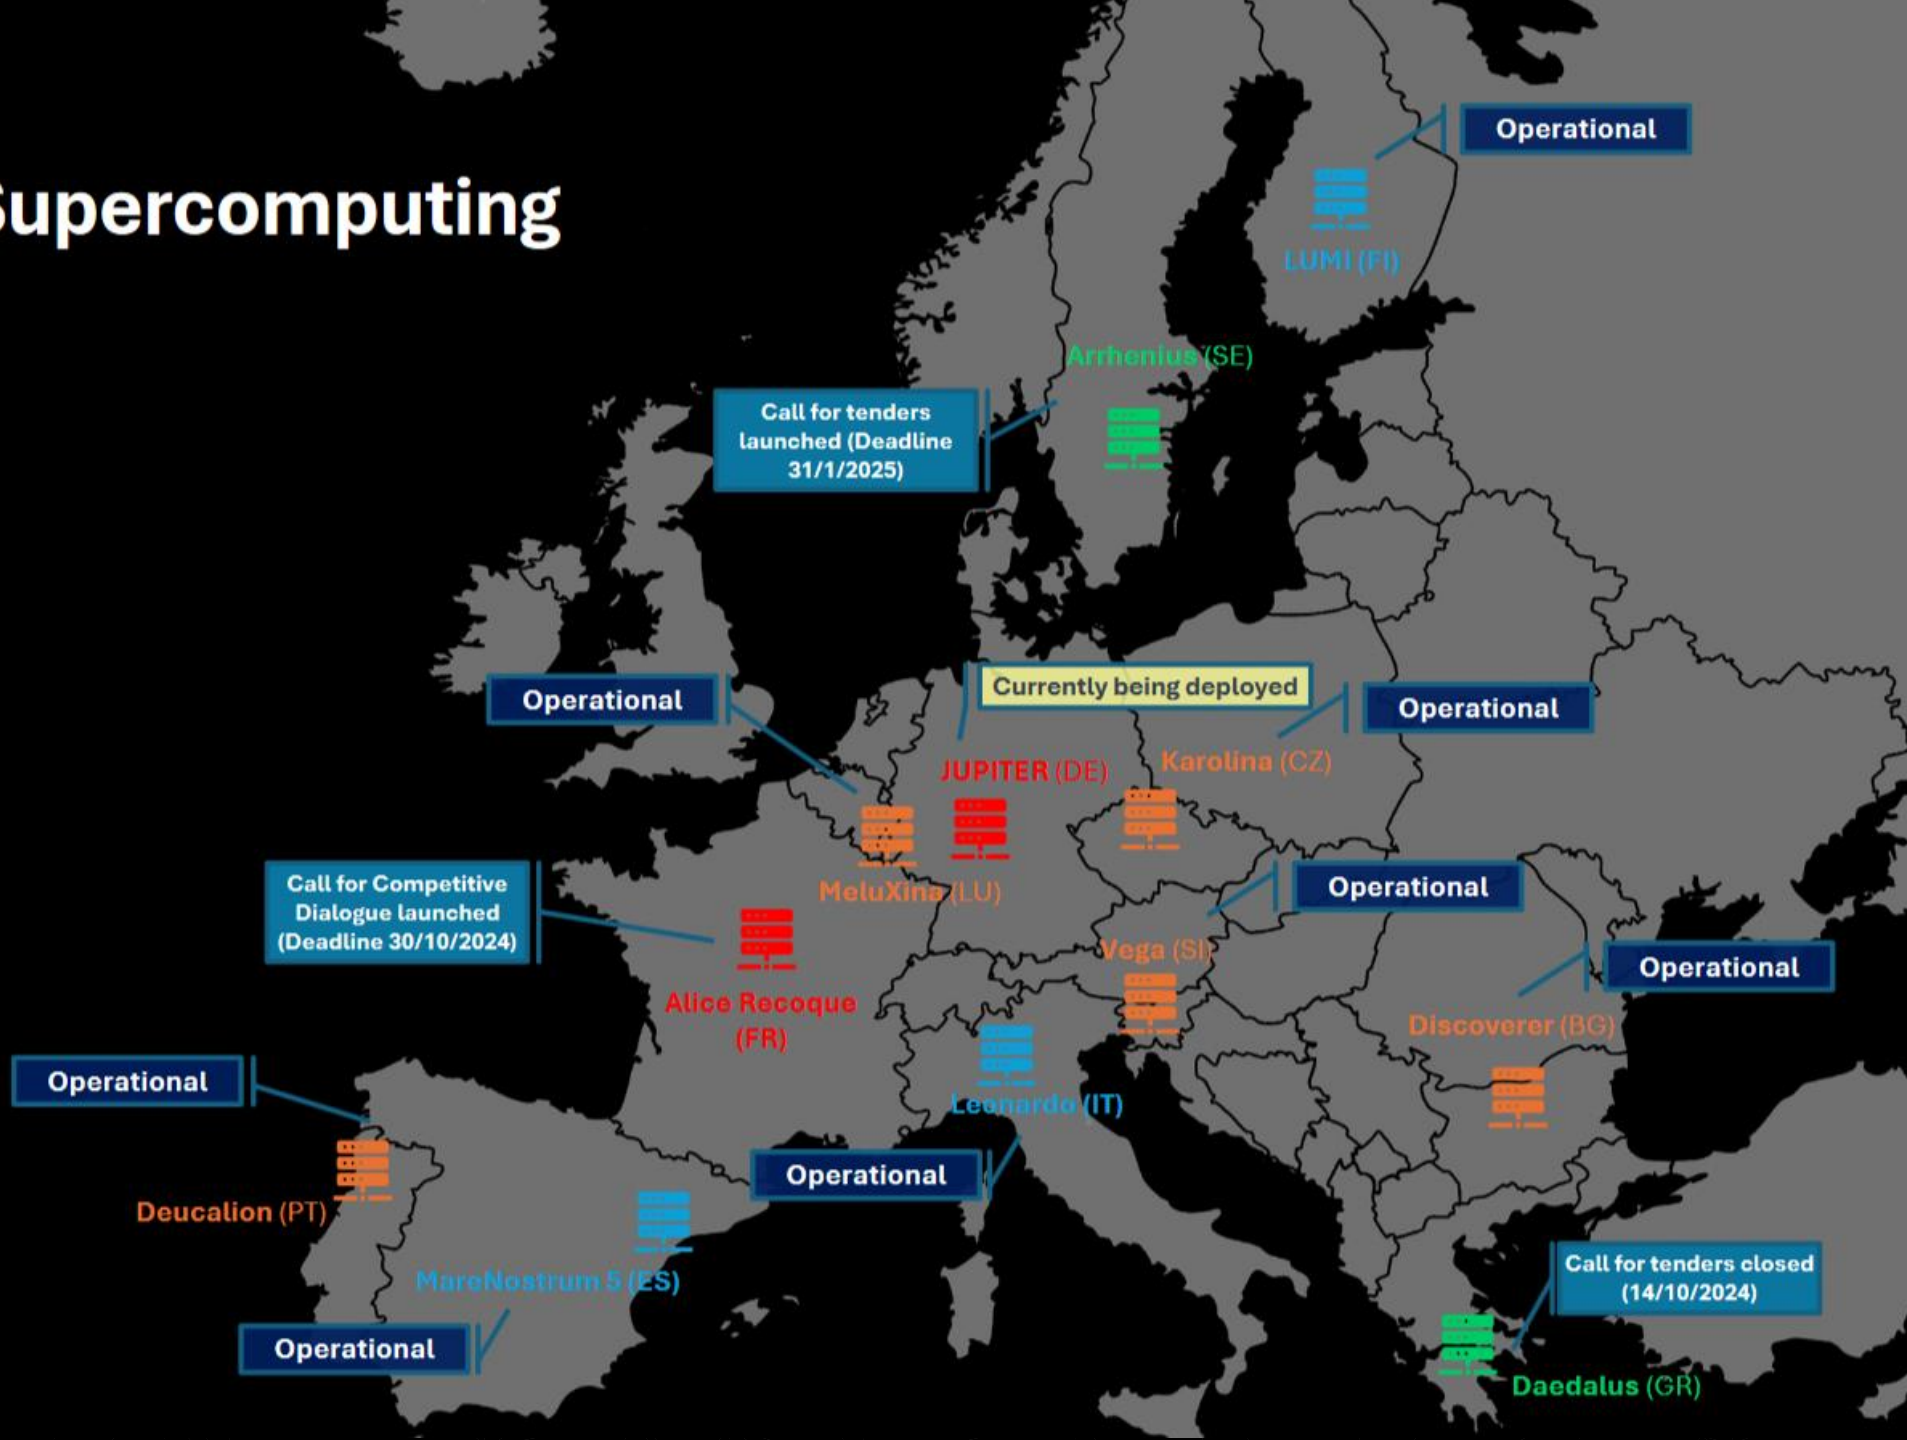 Supercomputing
Operational
LUMI (FI)
Arrhenius (SE)
Call for tenders
launched (Deadline
31/1/2025)
Operational
Currently being deployed
Operational
JUPITER (DE)
Karolina (CZ)
MeluXina (LU)
Call for Competitive
Dialogue launched
(Deadline 30/10/2024)
Operational
Vega (SI)
Operational
Alice Recoque
(FR)
Discoverer (BG)
Operational
Leonardo (IT)
Operational
Deucalion (PT)
MareNostrum 5 (ES)
Operational
Call for tenders closed
(14/10/2024)
Daedalus (GR)